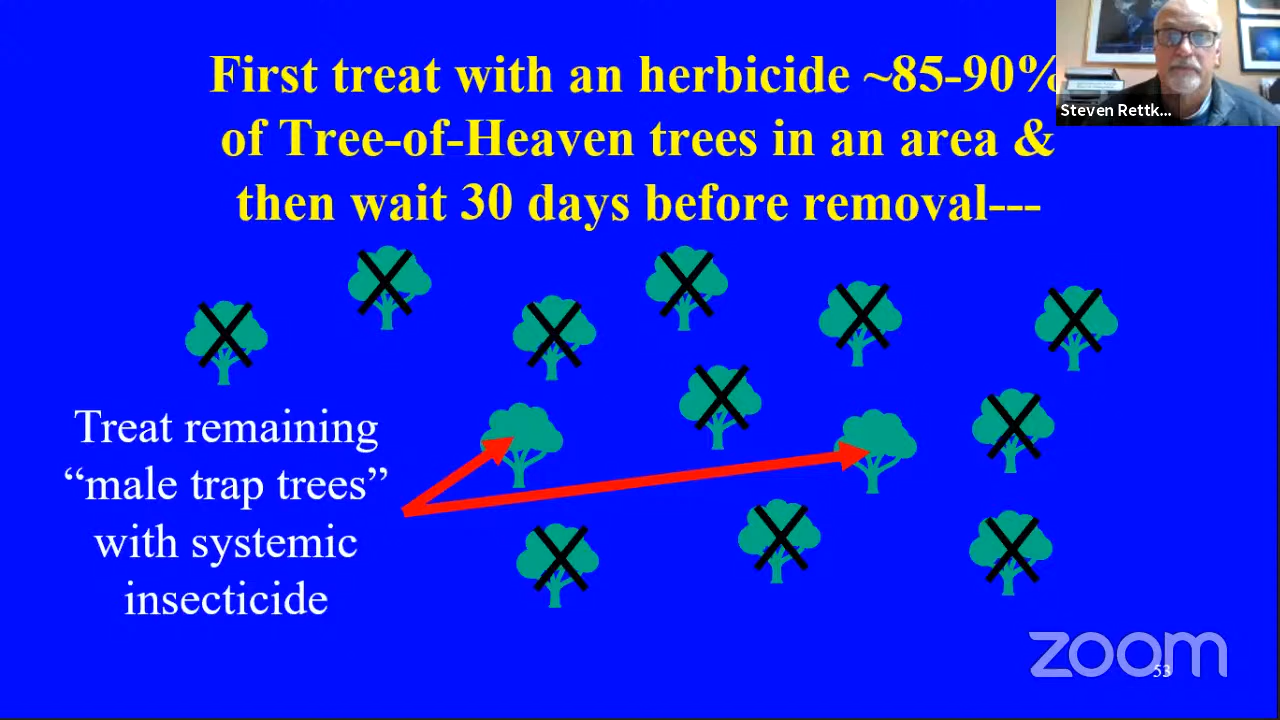 First treat with an herbicide ~85-90%
of Tree-of-Heaven trees in an area &
then wait 30 days before removal---
Steven Rettk...
Treat remaining
“male trap trees”
with systemic
insecticide
zoom
53